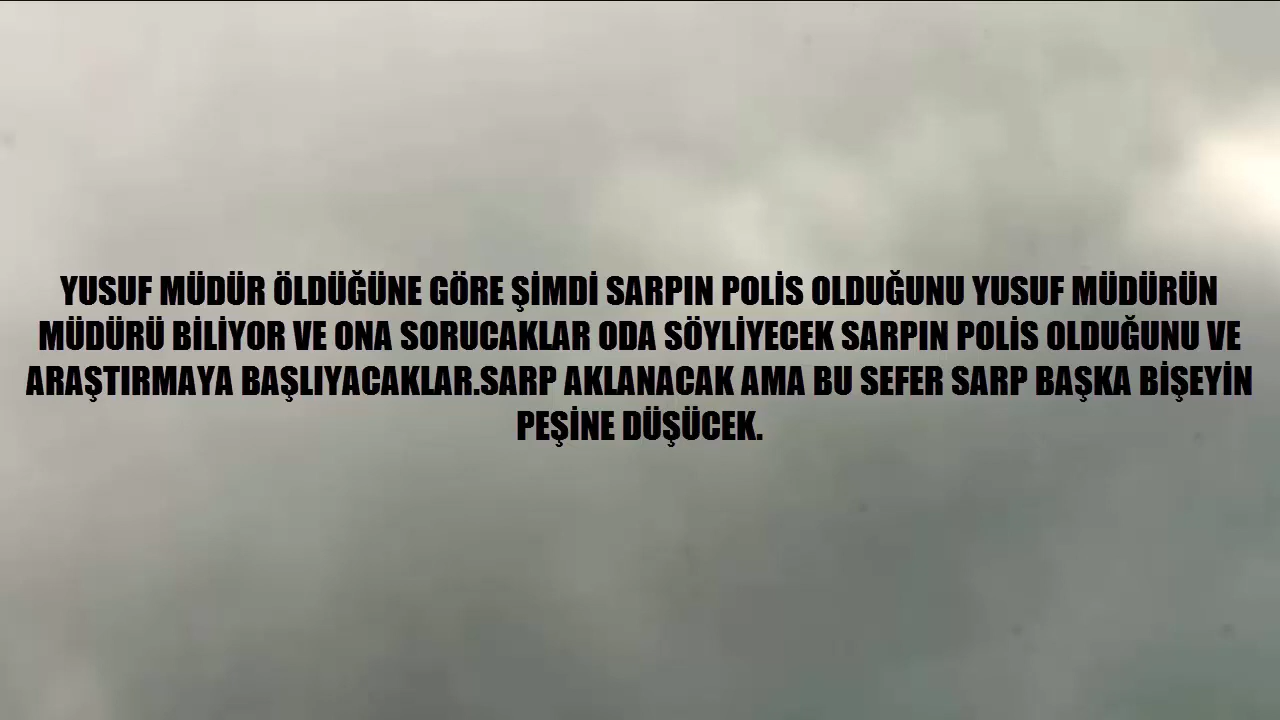 YUSUF MÜDÜR ÖLDÜĞÜNE GÖRE ŞİMDİ SARPIN POLİS OLDUĞUNU YUSUF MÜDÜRÜN
MÜDÜRÜ BİLİYOR VE ONA SORUCAKLAR ODA SÖYLİYECEK SARPIN POLİS OLDUĞUNU VE
ARAŞTIRMAYA BAŞLIYACAKLAR.SARP AKLANACAK AMA BU SEFER SARP BAŞKA BİŞEYİN
PEŞİNE DÜŞÜCEK.